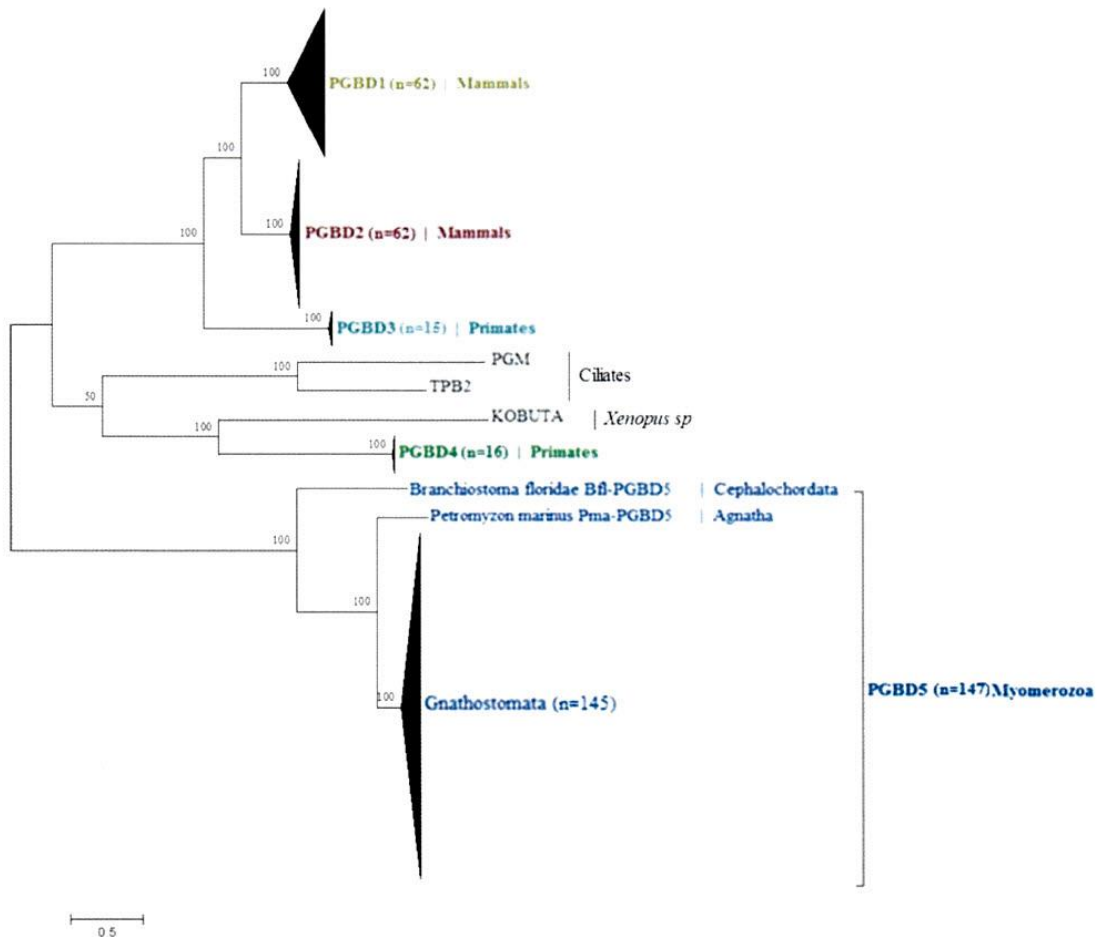 100
PGBD1 (n=62) | Mammals
100
100
PGBD2 (n=62) | Mammals
100
100
PGBD3 (n=15) | Primates
100
PGM
TPB2
Ciliates
50
KOBUTA | Xenopus sp
100
100
PGBD4 (n=16) | Primates
Branchiostoma floridae Bfl-PGBD5 | Cephalochordata
Petromyzon marinus Pma-PGBD5 | Agnatha
100
100
100
Gnathostomata (n=145)
PGBD5 (n=147) Myomerozoa
0.5